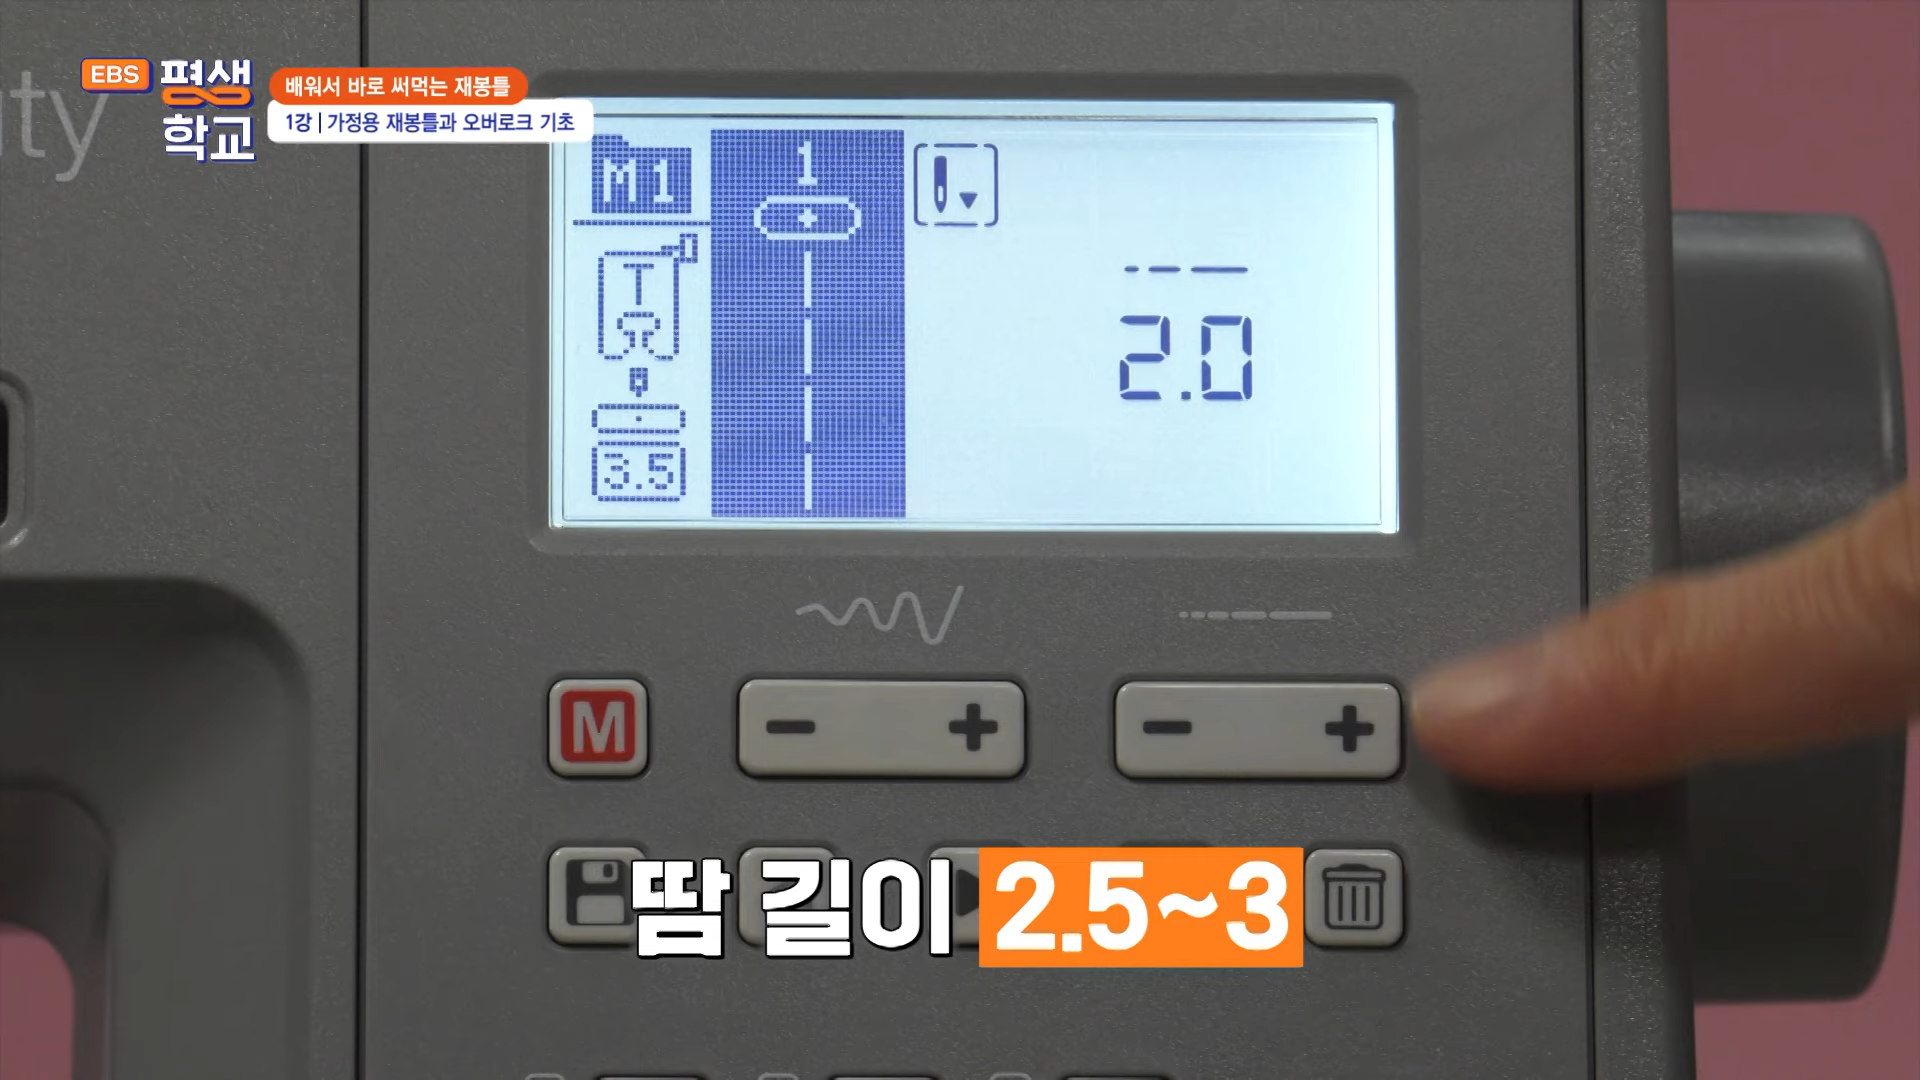 uty
EBS 평생
학교
배워서 바로 써먹는 재봉틀
1강 | 가정용 재봉틀과 오버로크 기초
M1
1
2.0
3.5
M
땀 길이 2.5~3